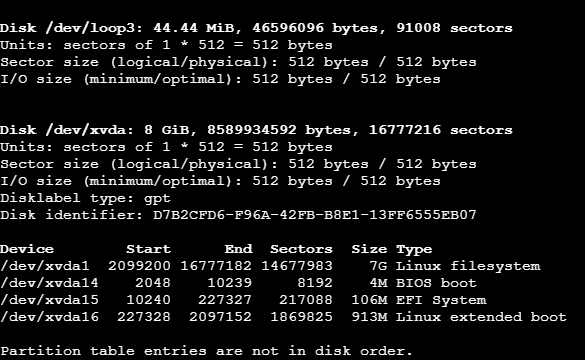 Disk /dev/loop3: 44.44 MiB, 46596096 bytes, 91008 sectors
Units: sectors of 1 * 512 = 512 bytes
Sector size (logical/physical): 512 bytes / 512 bytes
I/O size (minimum/optimal): 512 bytes / 512 bytes
Disk /dev/xvda: 8 GiB, 8589934592 bytes, 16777216 sectors
Units: sectors of 1 * 512 = 512 bytes
Sector size (logical/physical): 512 bytes / 512 bytes
I/O size (minimum/optimal): 512 bytes / 512 bytes
Disklabel type: gpt
Disk identifier: D7B2CFD6-F96A-42FB-B8E1-13FF6555EB07
Device Start End Sectors Size Type
/dev/xvda1 2099200 16777182 14677983 7G Linux filesystem
/dev/xvda14 2048 10239 8192 4M BIOS boot
/dev/xvda15 10240 227327 217088 106M EFI System
/dev/xvda16 227328 2097152 1869825 913M Linux extended boot
Partition table entries are not in disk order.